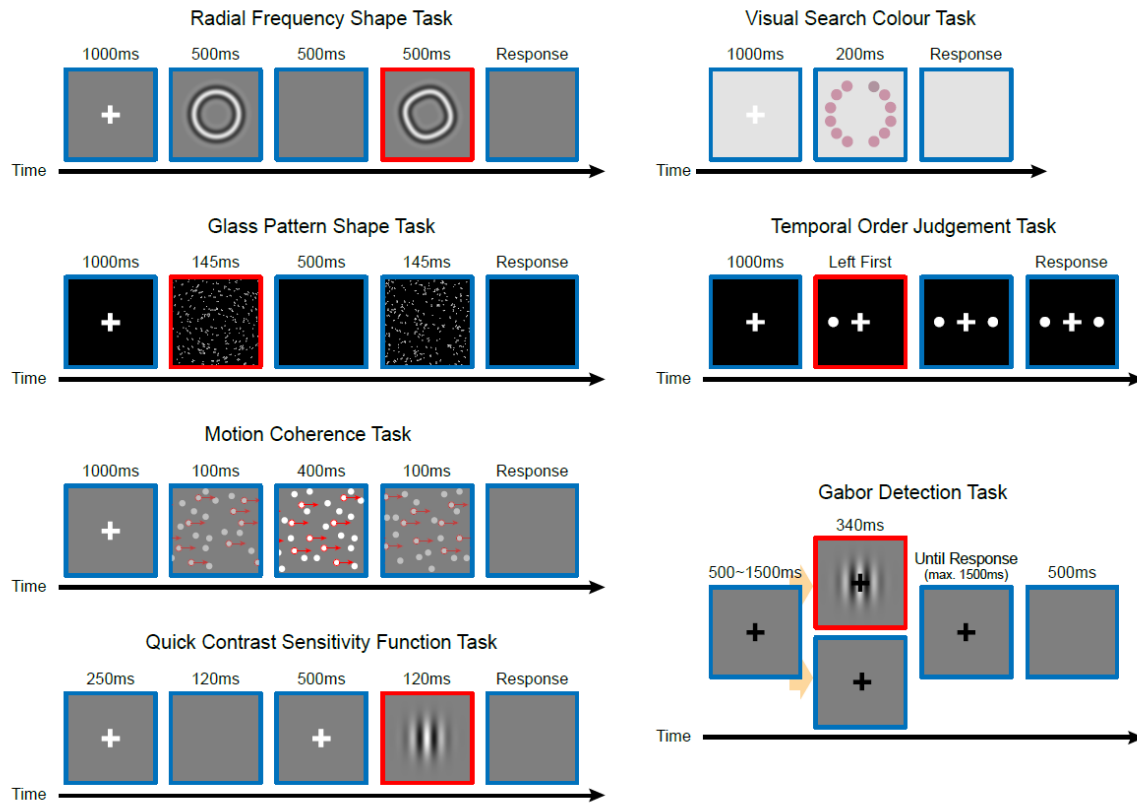 Radial Frequency Shape Task
1000ms 500ms 500ms 500ms Response
Time
Visual Search Colour Task
1000ms 200ms Response
Time
Glass Pattern Shape Task
1000ms 145ms 500ms 145ms Response
Time
Temporal Order Judgement Task
1000ms Left First Response
Time
Motion Coherence Task
1000ms 100ms 400ms 100ms Response
Time
Quick Contrast Sensitivity Function Task
250ms 120ms 500ms 120ms Response
Time
Gabor Detection Task
340ms
500~1500ms
Until Response
(max. 1500ms)
500ms
Time